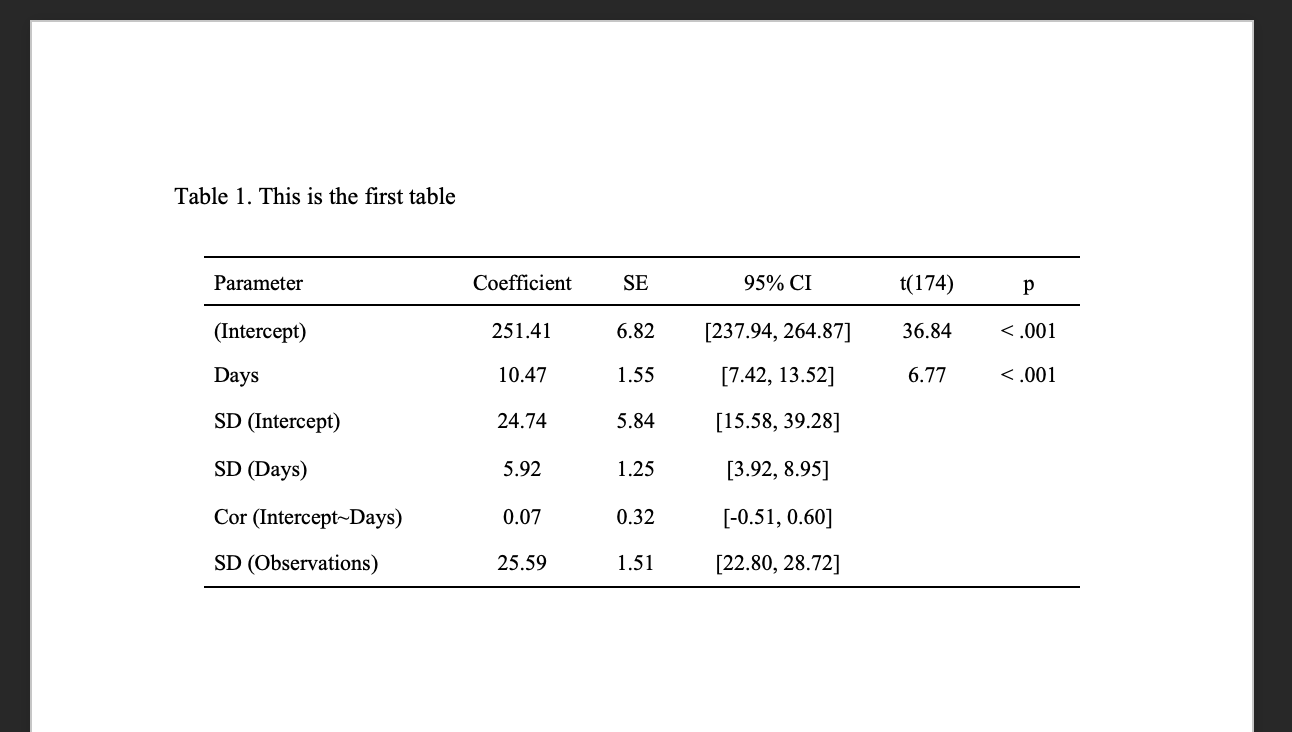 Table 1. This is the first table
Parameter Coefficient SE 95% CI t(174) p
(Intercept) 251.41 6.82 [237.94, 264.87] 36.84 < .001
Days 10.47 1.55 [7.42, 13.52] 6.77 < .001
SD (Intercept) 24.74 5.84 [15.58, 39.28]
SD (Days) 5.92 1.25 [3.92, 8.95]
Cor (Intercept~Days) 0.07 0.32 [-0.51, 0.60]
SD (Observations) 25.59 1.51 [22.80, 28.72]